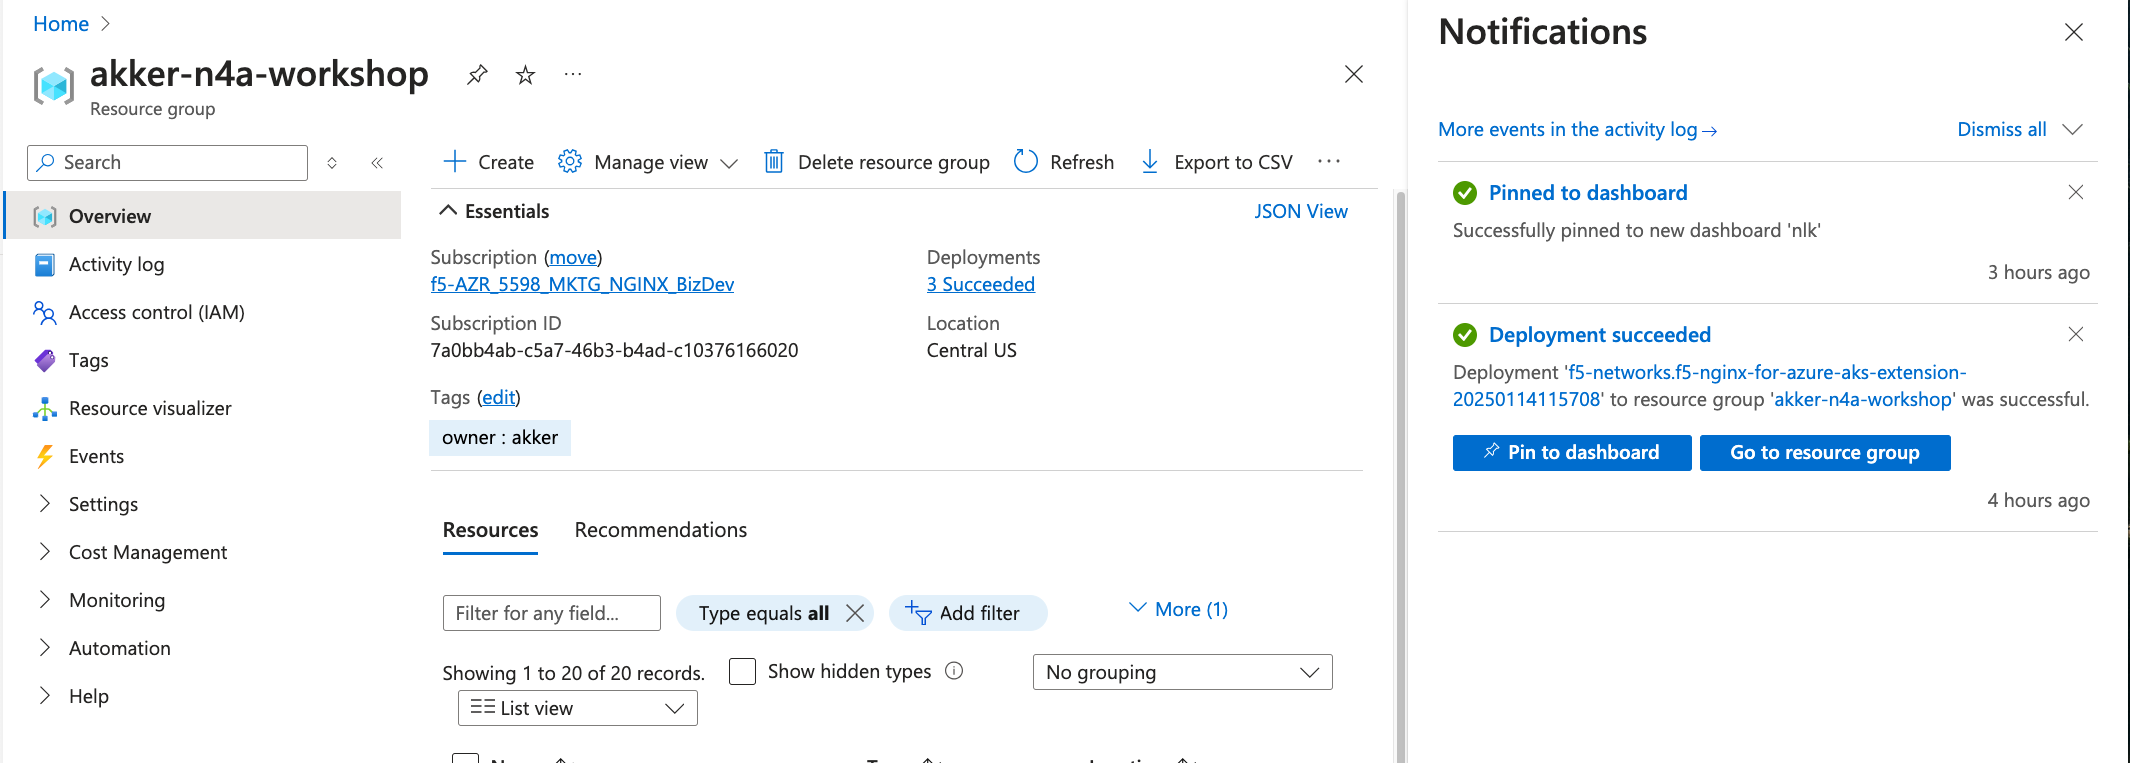 Home
akker-n4a-workshop
Resource group
Search
Overview
Activity log
Access control (IAM)
Tags
Resource visualizer
Events
Settings
Cost Management
Monitoring
Automation
Help
Create
Manage view
Delete resource group
Refresh
Export to CSV
Essentials
JSON View
Subscription (move)
f5-AZR_5598_MKTG_NGINX_BizDev
Subscription ID
7a0bb4ab-c5a7-46b3-b4ad-c10376166020
Deployments
3 Succeeded
Location
Central US
Tags (edit)
owner : akker
Resources
Recommendations
Filter for any field...
Type equals all
Add filter
More (1)
Showing 1 to 20 of 20 records.
Show hidden types
No grouping
List view
Notifications
More events in the activity log→
Dismiss all
Pinned to dashboard
Successfully pinned to new dashboard 'nlk'
3 hours ago
Deployment succeeded
Deployment 'f5-networks.f5-nginx-for-azure-aks-extension-
20250114115708' to resource group 'akker-n4a-workshop' was successful.
Pin to dashboard
Go to resource group
4 hours ago